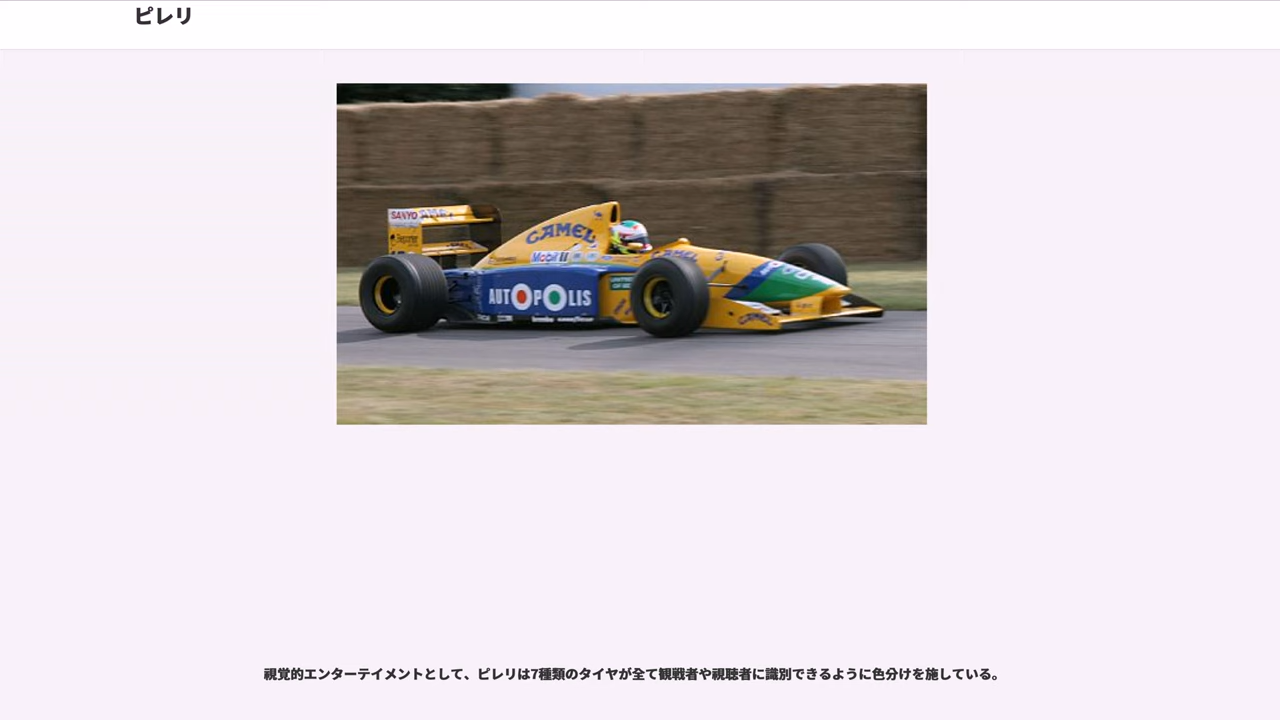 ピレリ
SANYO
CAMEL
Mobil
CAMEL
AUTOPOLIS
CAMEL
視覚的エンターテイメントとして、ピレリは7種類のタイヤが全て観戦者や視聴者に識別できるように色分けを施している。